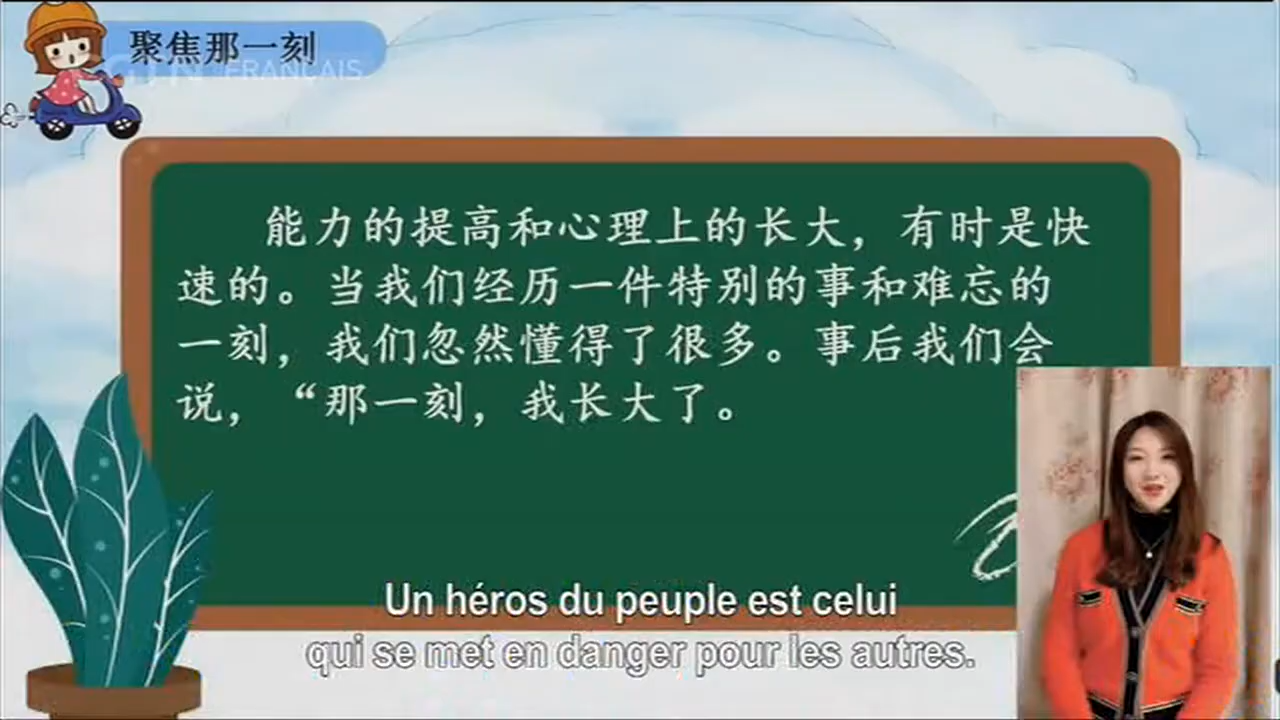 聚焦那一刻
CGTN FRANÇAIS
能力的提高和心理上的长大，有时是快
速的。当我们经历一件特别的事和难忘的
一刻，我们忽然懂得了很多。事后我们会
说，“那一刻，我长大了。
Un héros du peuple est celui
qui se met en danger pour les autres.